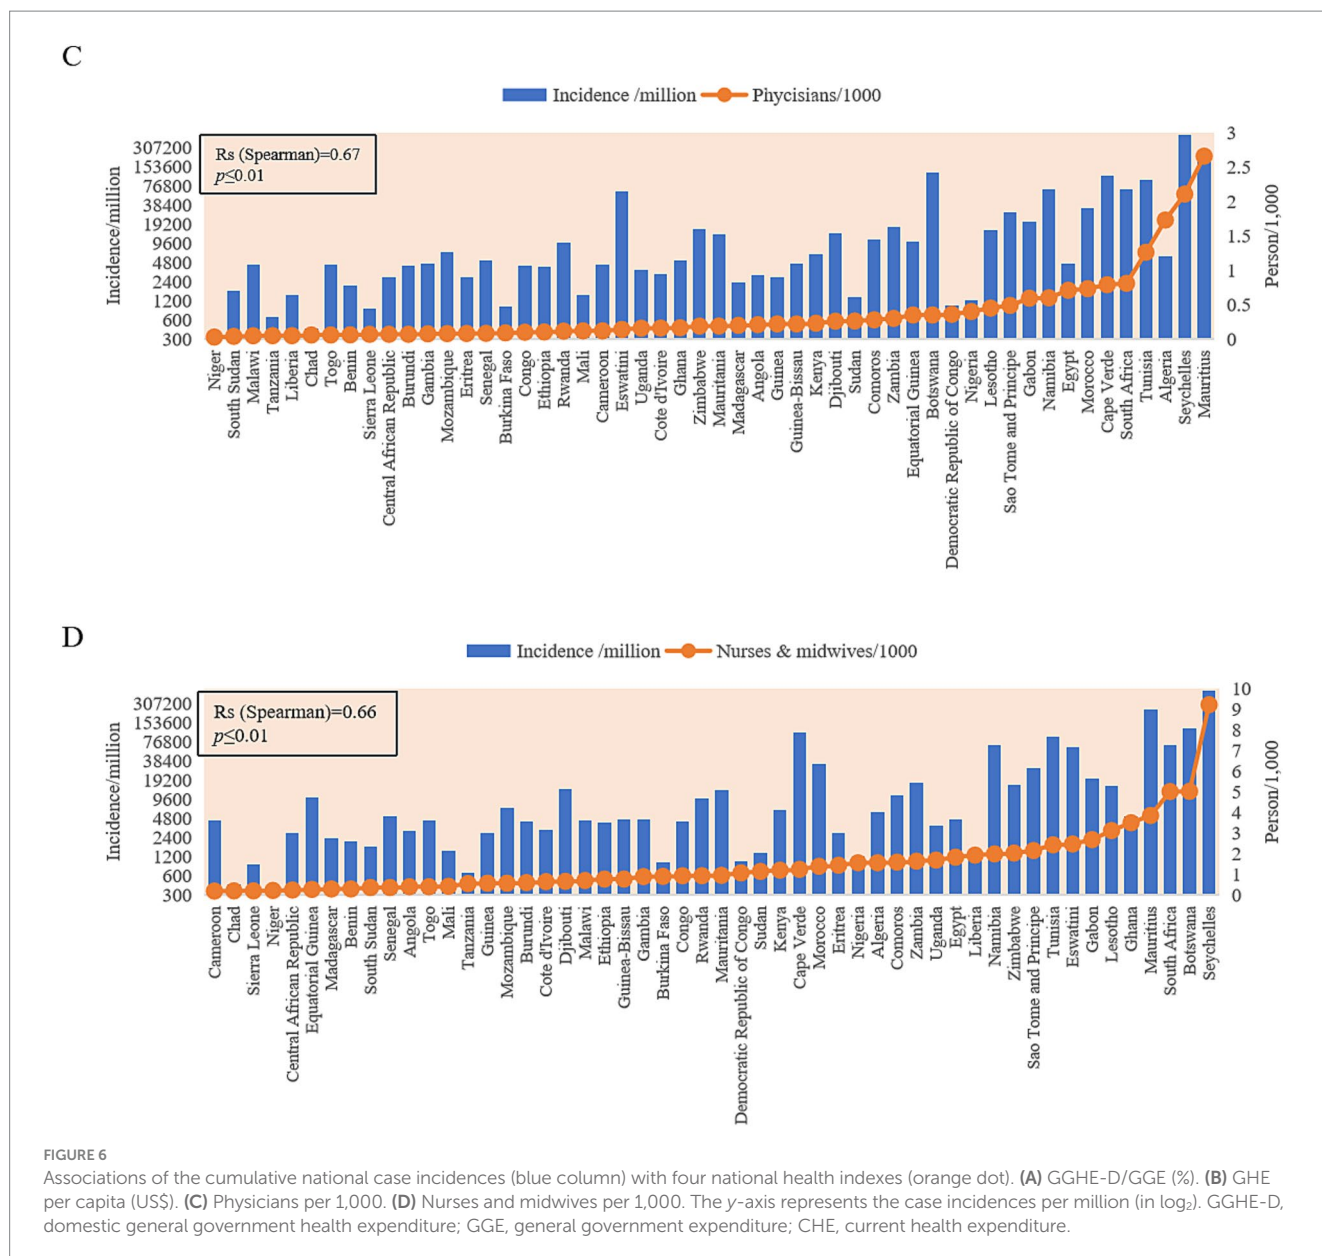 C
Incidence /million
Phycisians/1000
Rs (Spearman)=0.67
p≤0.01
Incidence/million
307200
153600
76800
38400
19200
9600
4800
2400
1200
600
300
3
2.5
2
1.5
1
0.5
0
Person/1,000
Niger
South Sudan
Malawi
Tanzania
Liberia
Chad
Togo
Benn
Sierra Leone
Central African Republic
Burundi
Gambia
Mozambique
Eritrea
Senegal
Burkina Faso
Congo
Ethiopia
Rwanda
Mali
Cameroon
Eswatini
Uganda
Cote d'Ivoire
Ghana
Zimbabwe
Mauritania
Madagascar
Angola
Guinea
Guinea-Bissau
Kenya
Djibouti
Sudan
Comoros
Zambia
Equatorial Guinea
Botswana
Democratic Republic of Congo
Nigeria
Lesotho
Sao Tome and Principe
Gabon
Namibia
Egypt
Morocco
Cape Verde
South Africa
Tunisia
Algeria
Seychelles
Mauritius
D
Incidence /million
Nurses & midwives/1000
Rs (Spearman)=0.66
p≤0.01
Incidence/million
307200
153600
76800
38400
19200
9600
4800
2400
1200
600
300
10
9
8
7
6
5
4
3
2
1
0
Person/1,000
Cameroon
Chad
Sierra Leone
Niger
Central African Republic
Equatorial Guinea
Madagascar
Benn
South Sudan
Senegal
Angola
Togo
Mali
Tanzania
Guinea
Mozambique
Burundi
Cote d'Ivoire
Djibouti
Malawi
Ethiopia
Guinea-Bissau
Gambia
Burkina Faso
Congo
Rwanda
Mauritania
Democratic Republic of Congo
Sudan
Kenya
Cape Verde
Morocco
Eritrea
Nigeria
Algeria
Comoros
Zambia
Uganda
Egypt
Liberia
Namibia
Zimbabwe
Sao Tome and Principe
Tunisia
Eswatini
Gabon
Lesotho
Ghana
Mauritius
South Africa
Botswana
Seychelles
FIGURE 6
Associations of the cumulative national case incidences (blue column) with four national health indexes (orange dot). (A) GGHE-D/GGE (%). (B) GHE
per capita (US$). (C) Physicians per 1,000. (D) Nurses and midwives per 1,000. The y-axis represents the case incidences per million (in log₂). GGHE-D,
domestic general government health expenditure; GGE, general government expenditure; CHE, current health expenditure.